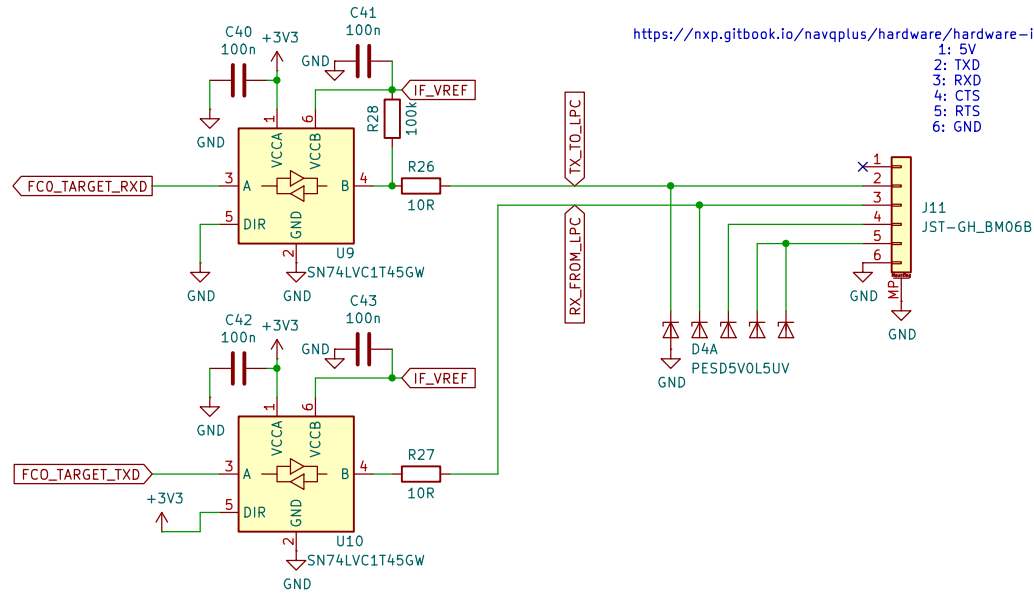 https://nxp.gitbook.io/navqplus/hardware/hardware-i
1: 5V
2: TXD
3: RXD
4: CTS
5: RTS
6: GND
C41
100n
C40
100n
+3V3
GND
IF_VREF
GND
1
6
VCCA
VCCB
R28
100k
FC0_TARGET_RXD
3
A
B
4
R26
10R
5
DIR
GND
2
U9
SN74LVC1T45GW
GND
GND
TX_TO_LPC
RX_FROM_LPC
1
2
3
4
5
6
J11
JST-GH_BM06B
GND
MP
Mounting
GND
D4A
PESD5V0L5UV
GND
C43
100n
C42
100n
+3V3
GND
IF_VREF
GND
1
6
VCCA
VCCB
FC0_TARGET_TXD
3
A
B
4
R27
10R
+3V3
5
DIR
GND
2
U10
SN74LVC1T45GW
GND